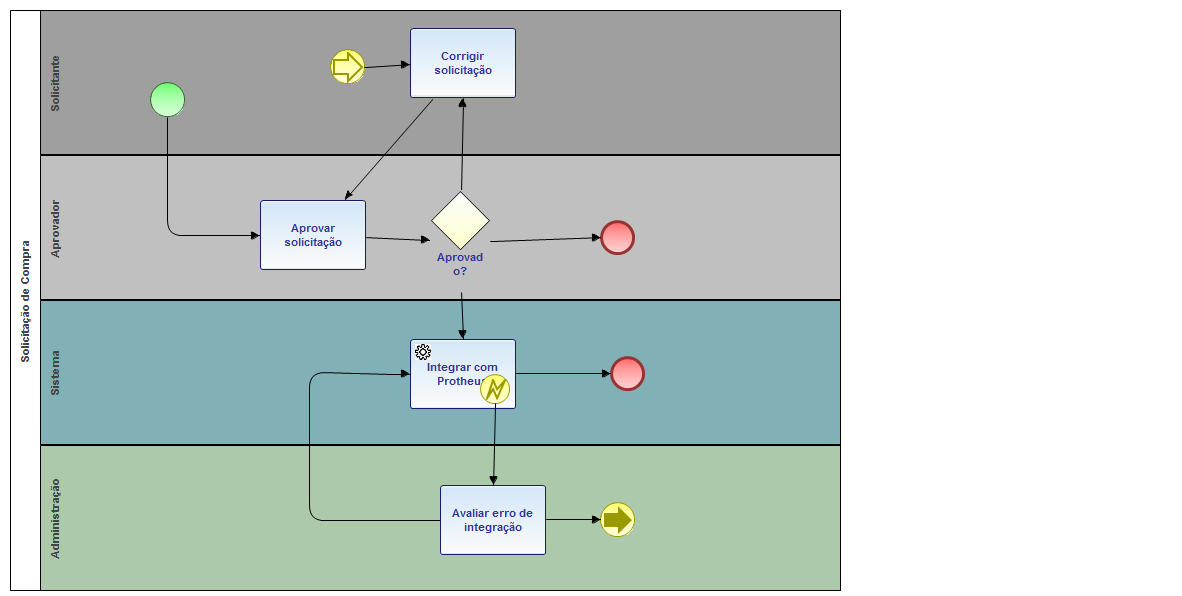 Solicitação de Compra
Solicitante
Corrigir
solicitação
Aprovador
Aprovar
solicitação
Aprovad
o?
Sistema
Integrar com
Protheus
Administração
Avaliar erro de
integração